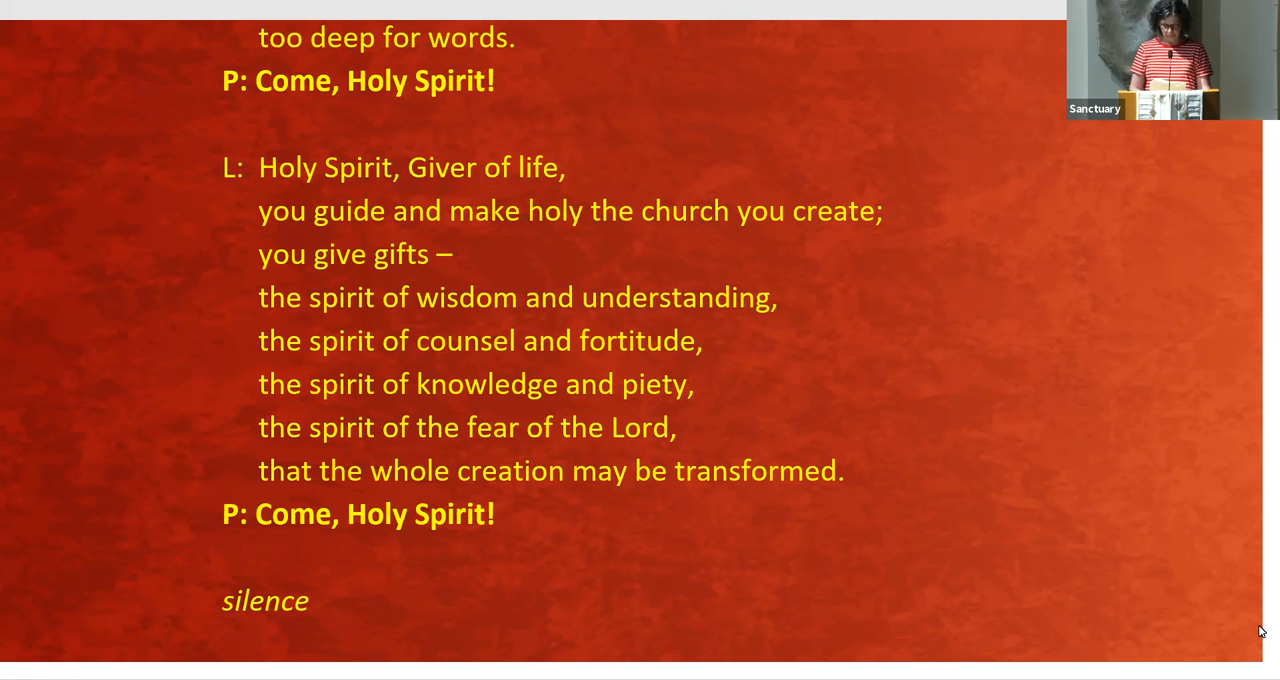 too deep for words.
P: Come, Holy Spirit!
Sanctuary
L: Holy Spirit, Giver of life,
you guide and make holy the church you create;
you give gifts –
the spirit of wisdom and understanding,
the spirit of counsel and fortitude,
the spirit of knowledge and piety,
the spirit of the fear of the Lord,
that the whole creation may be transformed.
P: Come, Holy Spirit!
silence